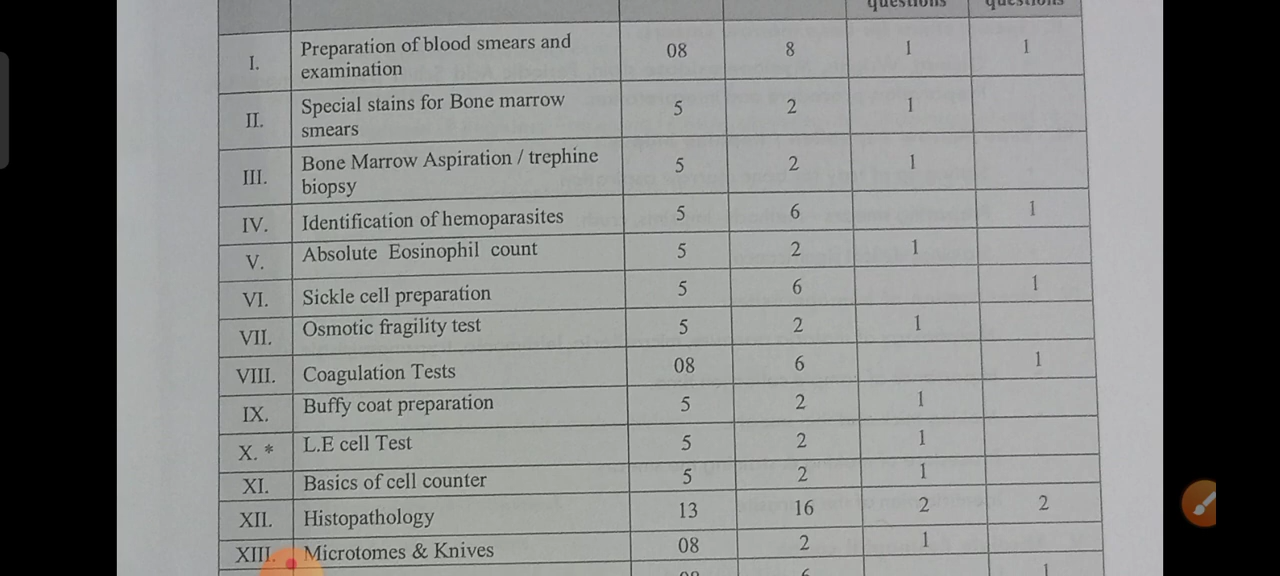 questions questions
I. Preparation of blood smears and 08 8 1 1
examination
II. Special stains for Bone marrow 5 2 1
smears
III. Bone Marrow Aspiration / trephine 5 2 1
biopsy
IV. Identification of hemoparasites 5 6 1
V. Absolute Eosinophil count 5 2 1
VI. Sickle cell preparation 5 6 1
VII. Osmotic fragility test 5 2 1
VIII. Coagulation Tests 08 6 1
IX. Buffy coat preparation 5 2 1
X. * L.E cell Test 5 2 1
XI. Basics of cell counter 5 2 1
XII. Histopathology 13 16 2 2
XIII. Microtomes & Knives 08 2 1
6 1